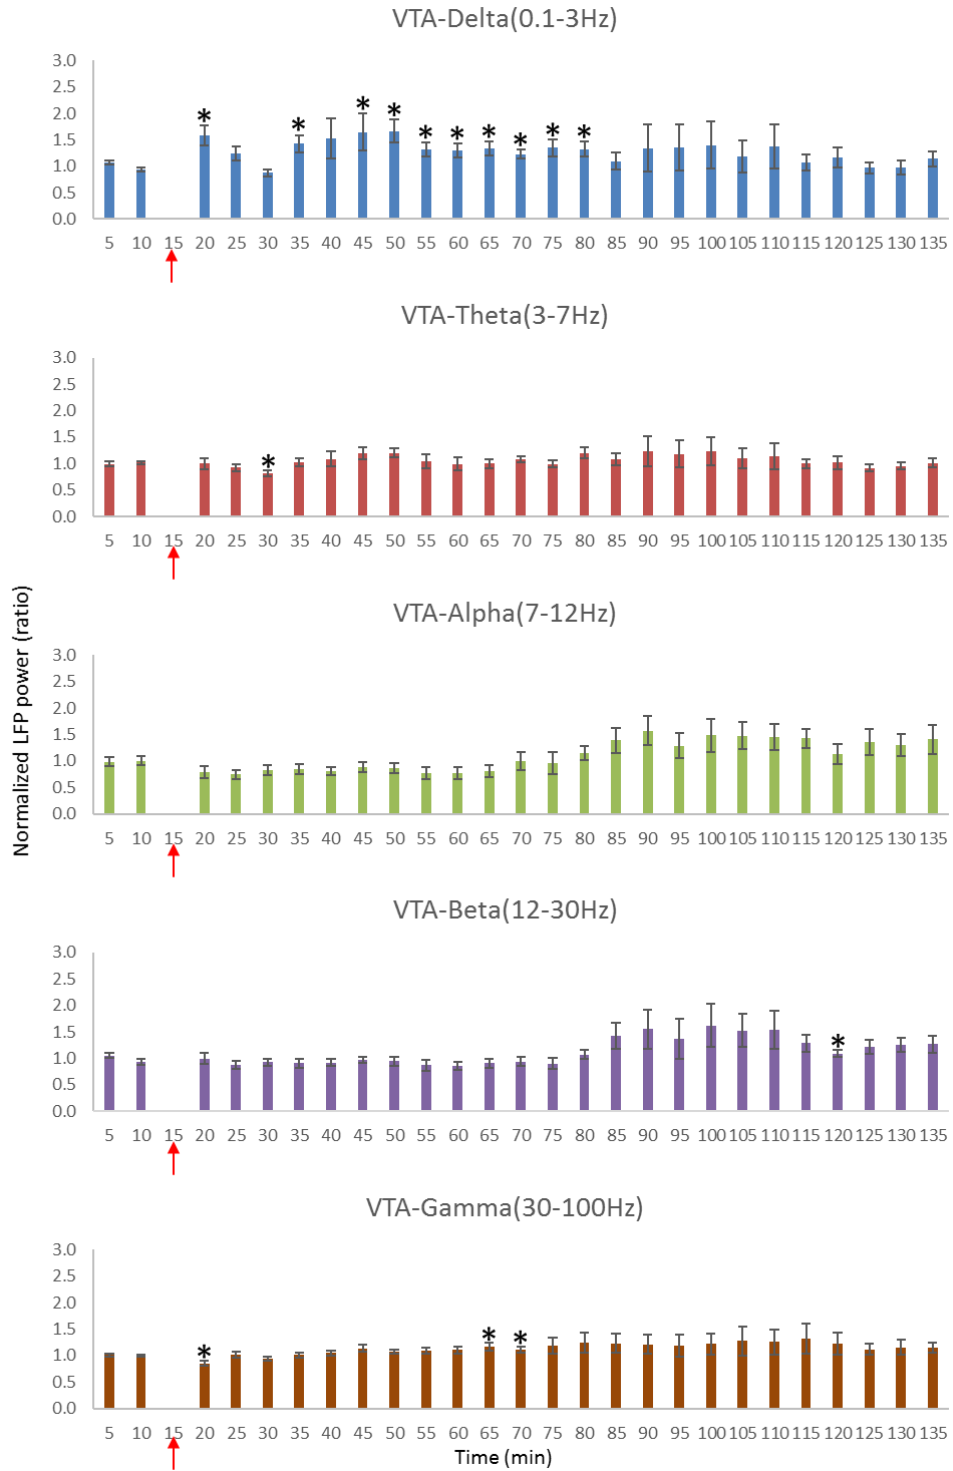 VTA-Delta(0.1-3Hz)
3.0
2.5
2.0
1.5
1.0
0.5
0.0
* * * * * * * * * *
5 10 15 20 25 30 35 40 45 50 55 60 65 70 75 80 85 90 95 100 105 110 115 120 125 130 135
VTA-Theta(3-7Hz)
3.0
2.5
2.0
1.5
1.0
0.5
0.0
*
5 10 15 20 25 30 35 40 45 50 55 60 65 70 75 80 85 90 95 100 105 110 115 120 125 130 135
Normalized LFP power (ratio)
VTA-Alpha(7-12Hz)
3.0
2.5
2.0
1.5
1.0
0.5
0.0
5 10 15 20 25 30 35 40 45 50 55 60 65 70 75 80 85 90 95 100 105 110 115 120 125 130 135
VTA-Beta(12-30Hz)
3.0
2.5
2.0
1.5
1.0
0.5
0.0
*
5 10 15 20 25 30 35 40 45 50 55 60 65 70 75 80 85 90 95 100 105 110 115 120 125 130 135
VTA-Gamma(30-100Hz)
3.0
2.5
2.0
1.5
1.0
0.5
0.0
* * *
5 10 15 20 25 30 35 40 45 50 55 60 65 70 75 80 85 90 95 100 105 110 115 120 125 130 135
Time (min)